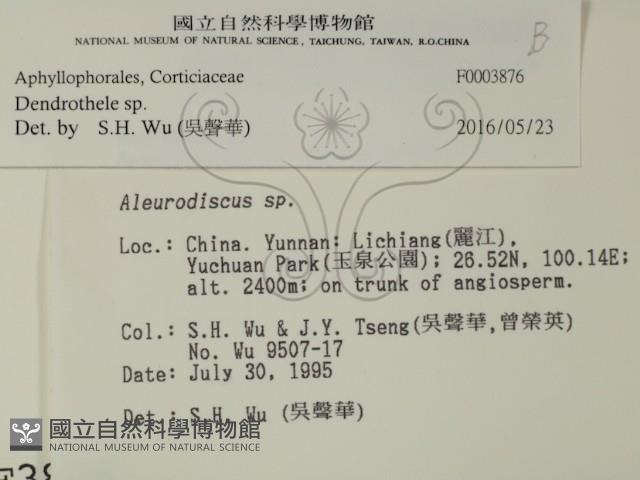 國立自然科學博物館
NATIONAL MUSEUM OF NATURAL SCIENCE, TAICHUNG, TAIWAN, R.O.CHINA
B
Aphyllophorales, Corticiaceae F0003876
Dendrothele sp.
Det. by S.H. Wu (吳聲華) 2016/05/23
Aleurodiscus sp.
Loc.: China. Yunnan: Lichiang(麗江),
Yuchuan Park(玉泉公園); 26.52N, 100.14E;
alt. 2400m; on trunk of angiosperm.
Col.: S.H. Wu & J.Y. Tseng(吳聲華,曾榮英)
No. Wu 9507-17
Date: July 30, 1995
Det.: S.H. Wu (吳聲華)
國立自然科學博物館
NATIONAL MUSEUM OF NATURAL SCIENCE